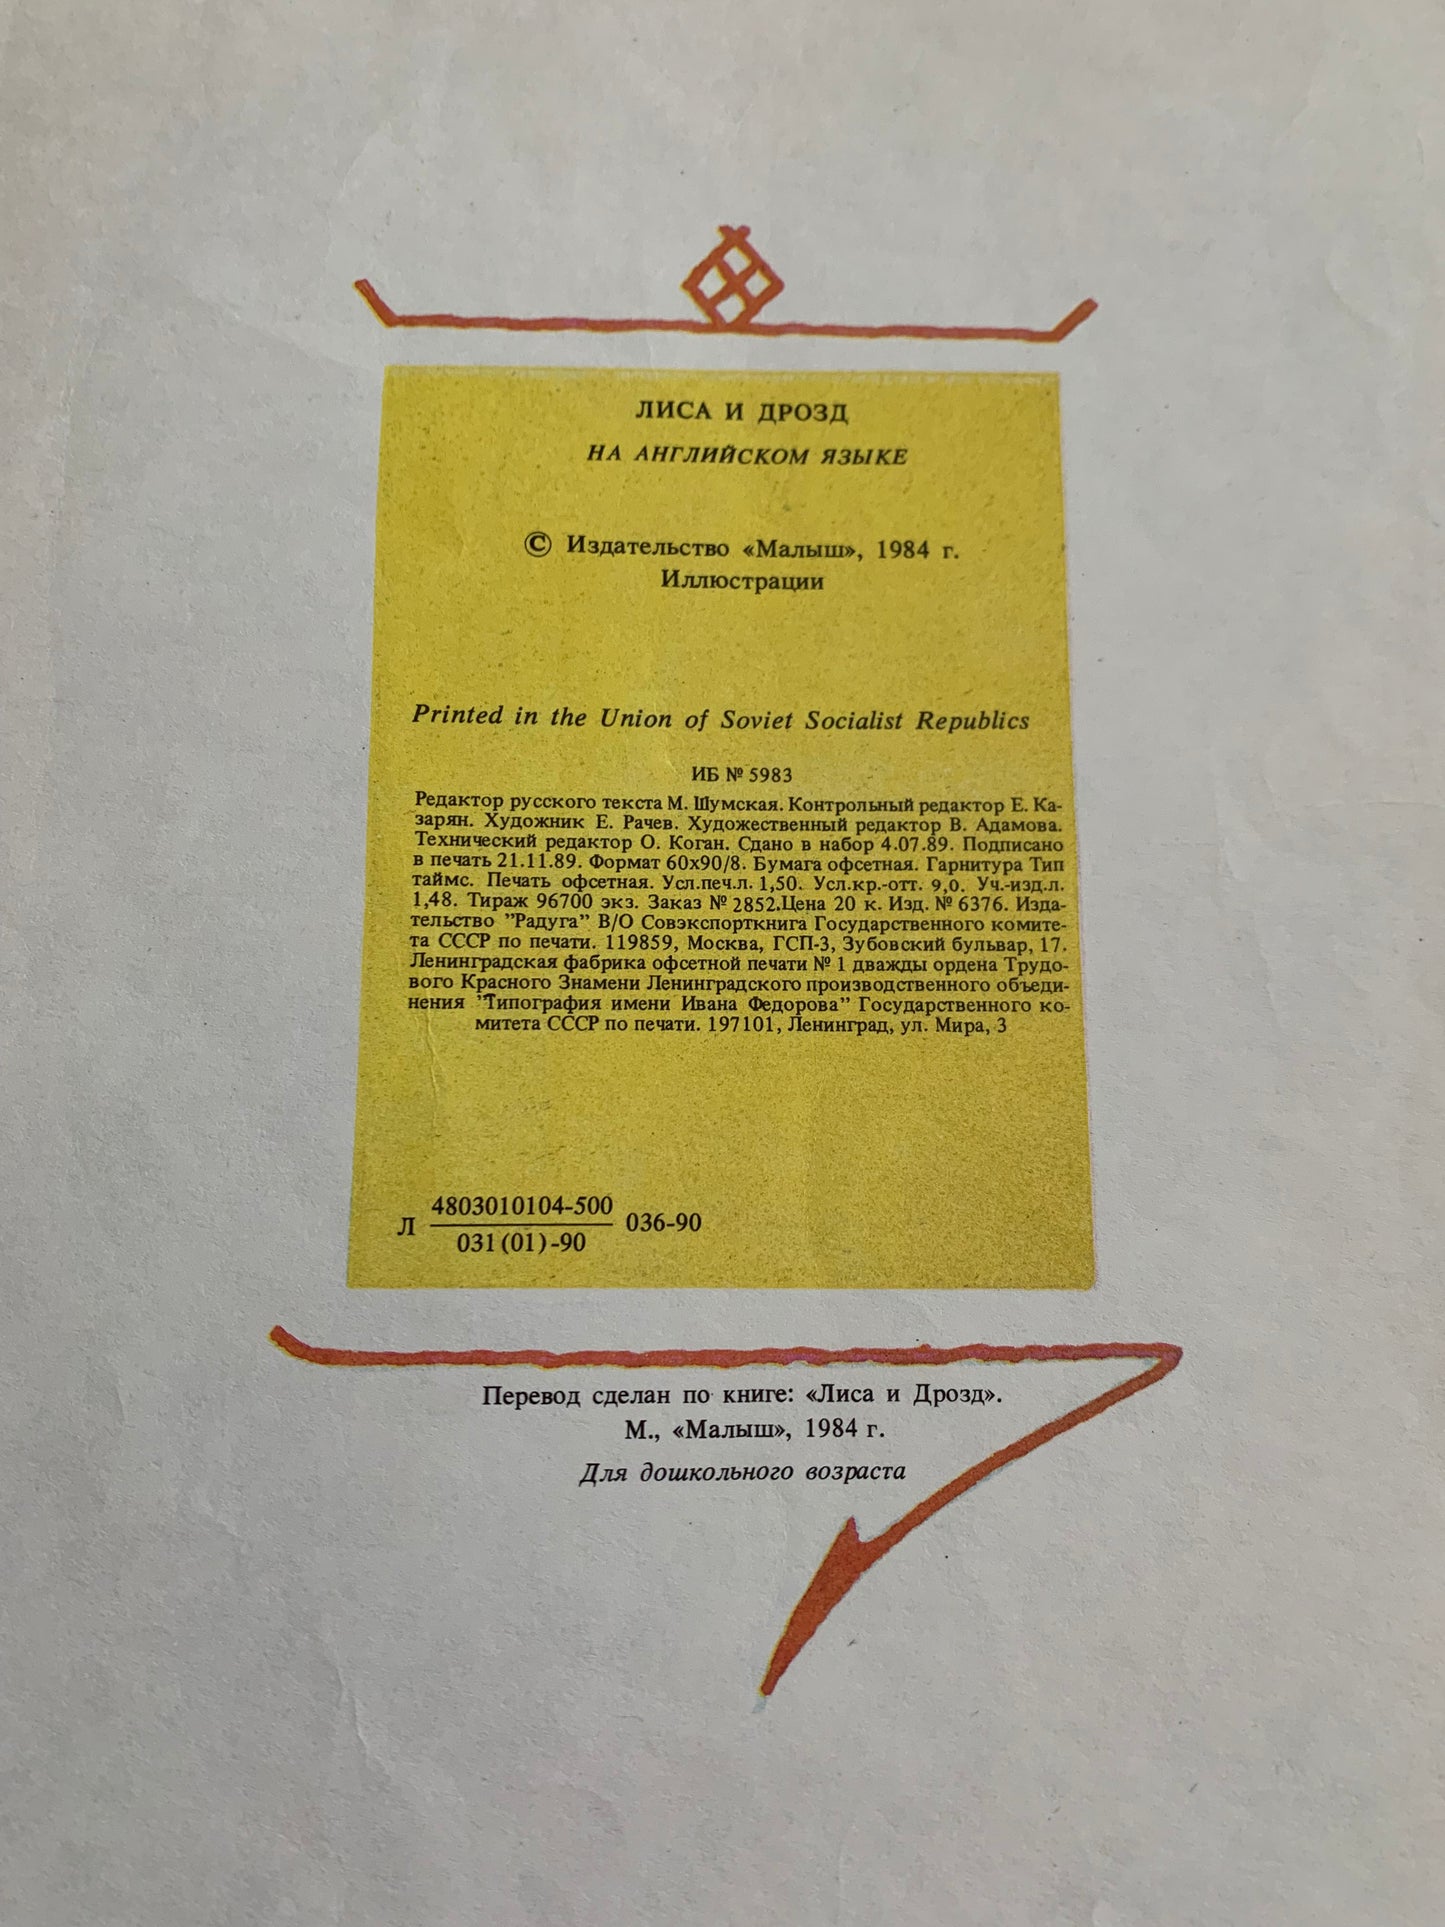 ЛИСА И ДРОЗД
НА АНГЛИЙСКОМ ЯЗЫКЕ
© Издательство «Малыш», 1984 г.
Иллюстрации
Printed in the Union of Soviet Socialist Republics
ИБ № 5983
Редактор русского текста М. Шумская. Контрольный редактор Е. Ка-
зарян. Художник Е. Рачев. Художественный редактор В. Адамова.
Технический редактор О. Коган. Сдано в набор 4.07.89. Подписано
в печать 21.11.89. Формат 60х90/8. Бумага офсетная. Гарнитура Тип
таймс. Печать офсетная. Усл.печ.л. 1,50. Усл.кр.-отт. 9,0. Уч.-изд.л.
1,48. Тираж 96700 экз. Заказ № 2852.Цена 20 к. Изд. № 6376. Изда-
тельство "Радуга" В/О Совэкспорткнига Государственного комите-
та СССР по печати. 119859, Москва, ГСП-3, Зубовский бульвар, 17.
Ленинградская фабрика офсетной печати № 1 дважды ордена Трудо-
вого Красного Знамени Ленинградского производственного объеди-
нения "Типография имени Ивана Федорова" Государственного ко-
митета СССР по печати. 197101, Ленинград, ул. Мира, 3
Л 4803010104-500 036-90
031(01)-90
Перевод сделан по книге: «Лиса и Дрозд».
М., «Малыш», 1984 г.
Для дошкольного возраста